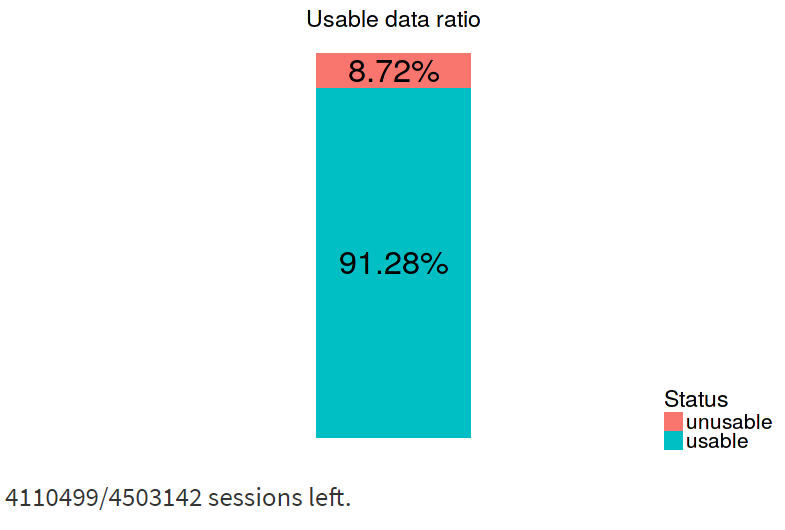 Usable data ratio
8.72%
91.28%
Status
unusable
usable
4110499/4503142 sessions left.